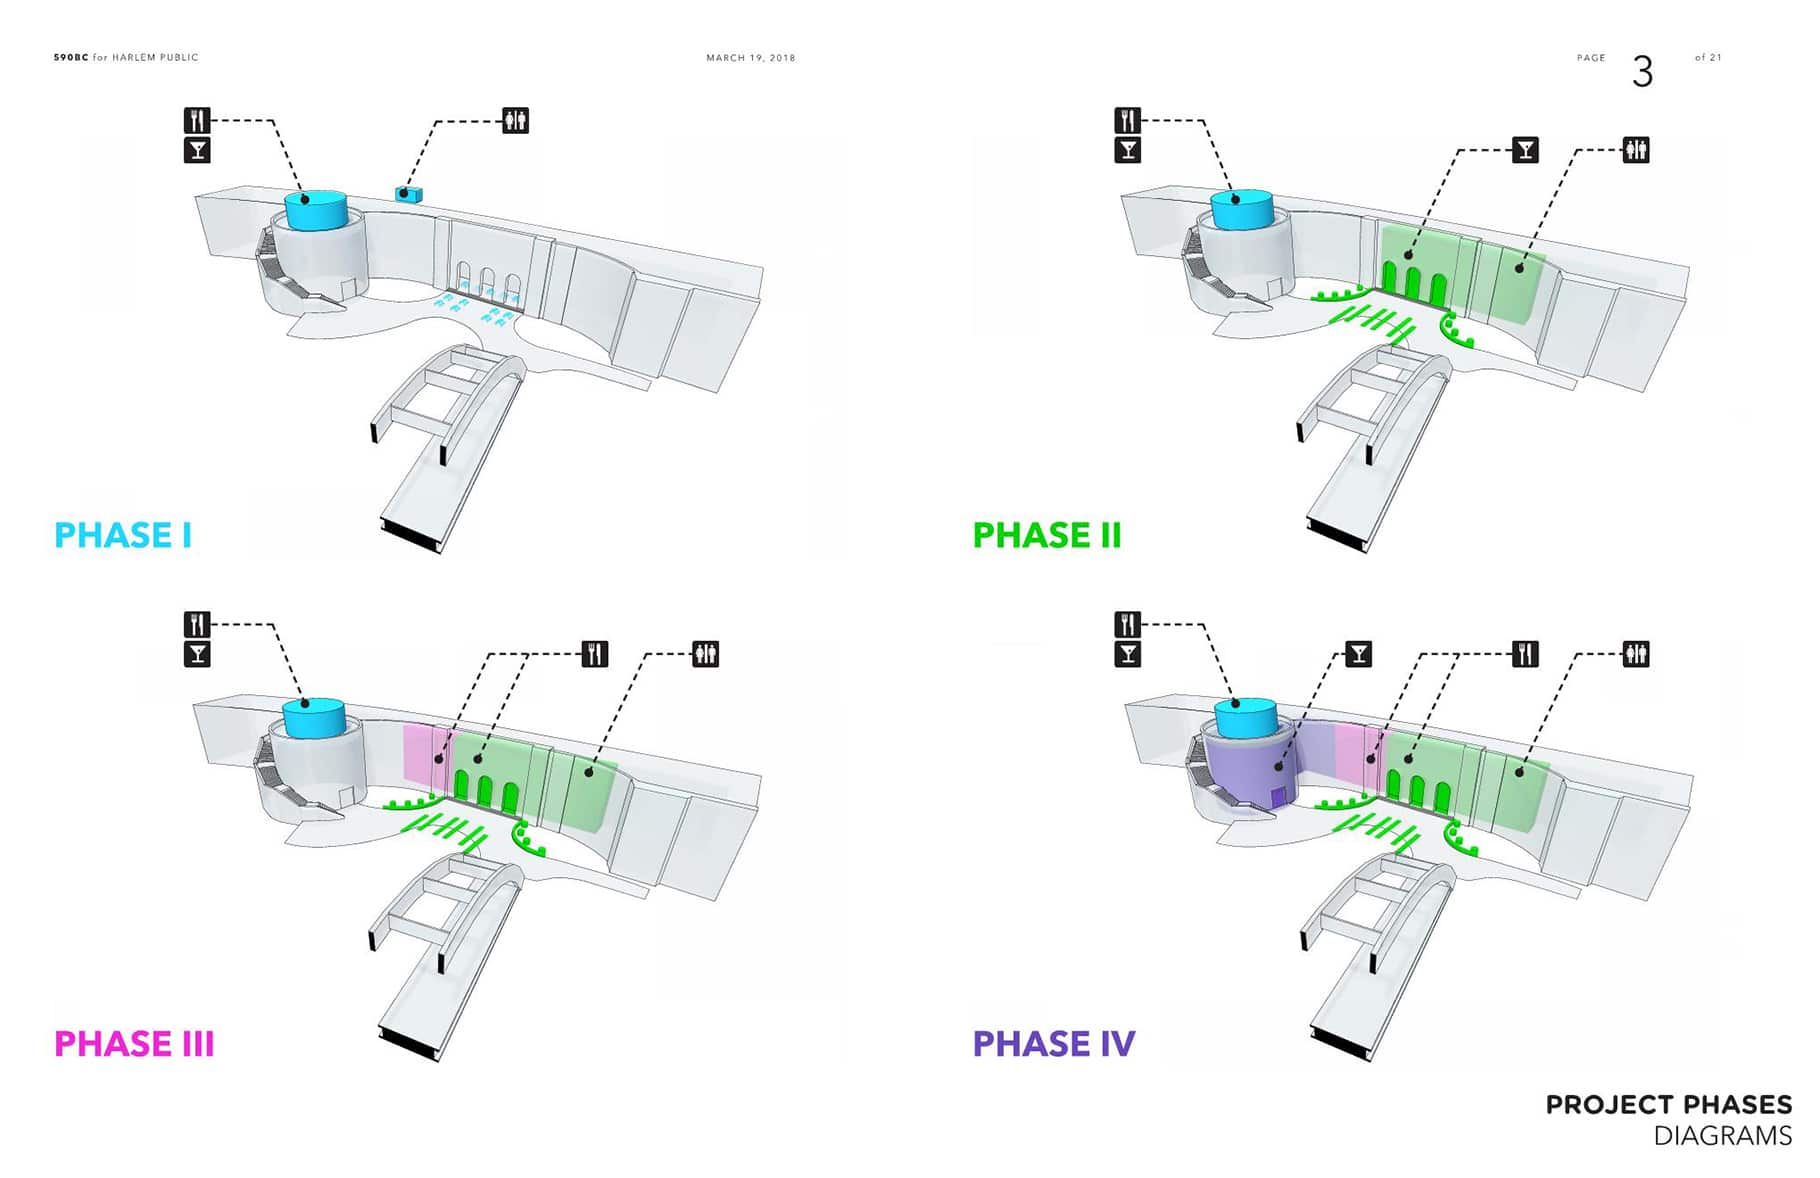 590BC for HARLEM PUBLIC
MARCH 19, 2018
PAGE 3 of 21
PHASE I
PHASE II
PHASE III
PHASE IV
PROJECT PHASES
DIAGRAMS